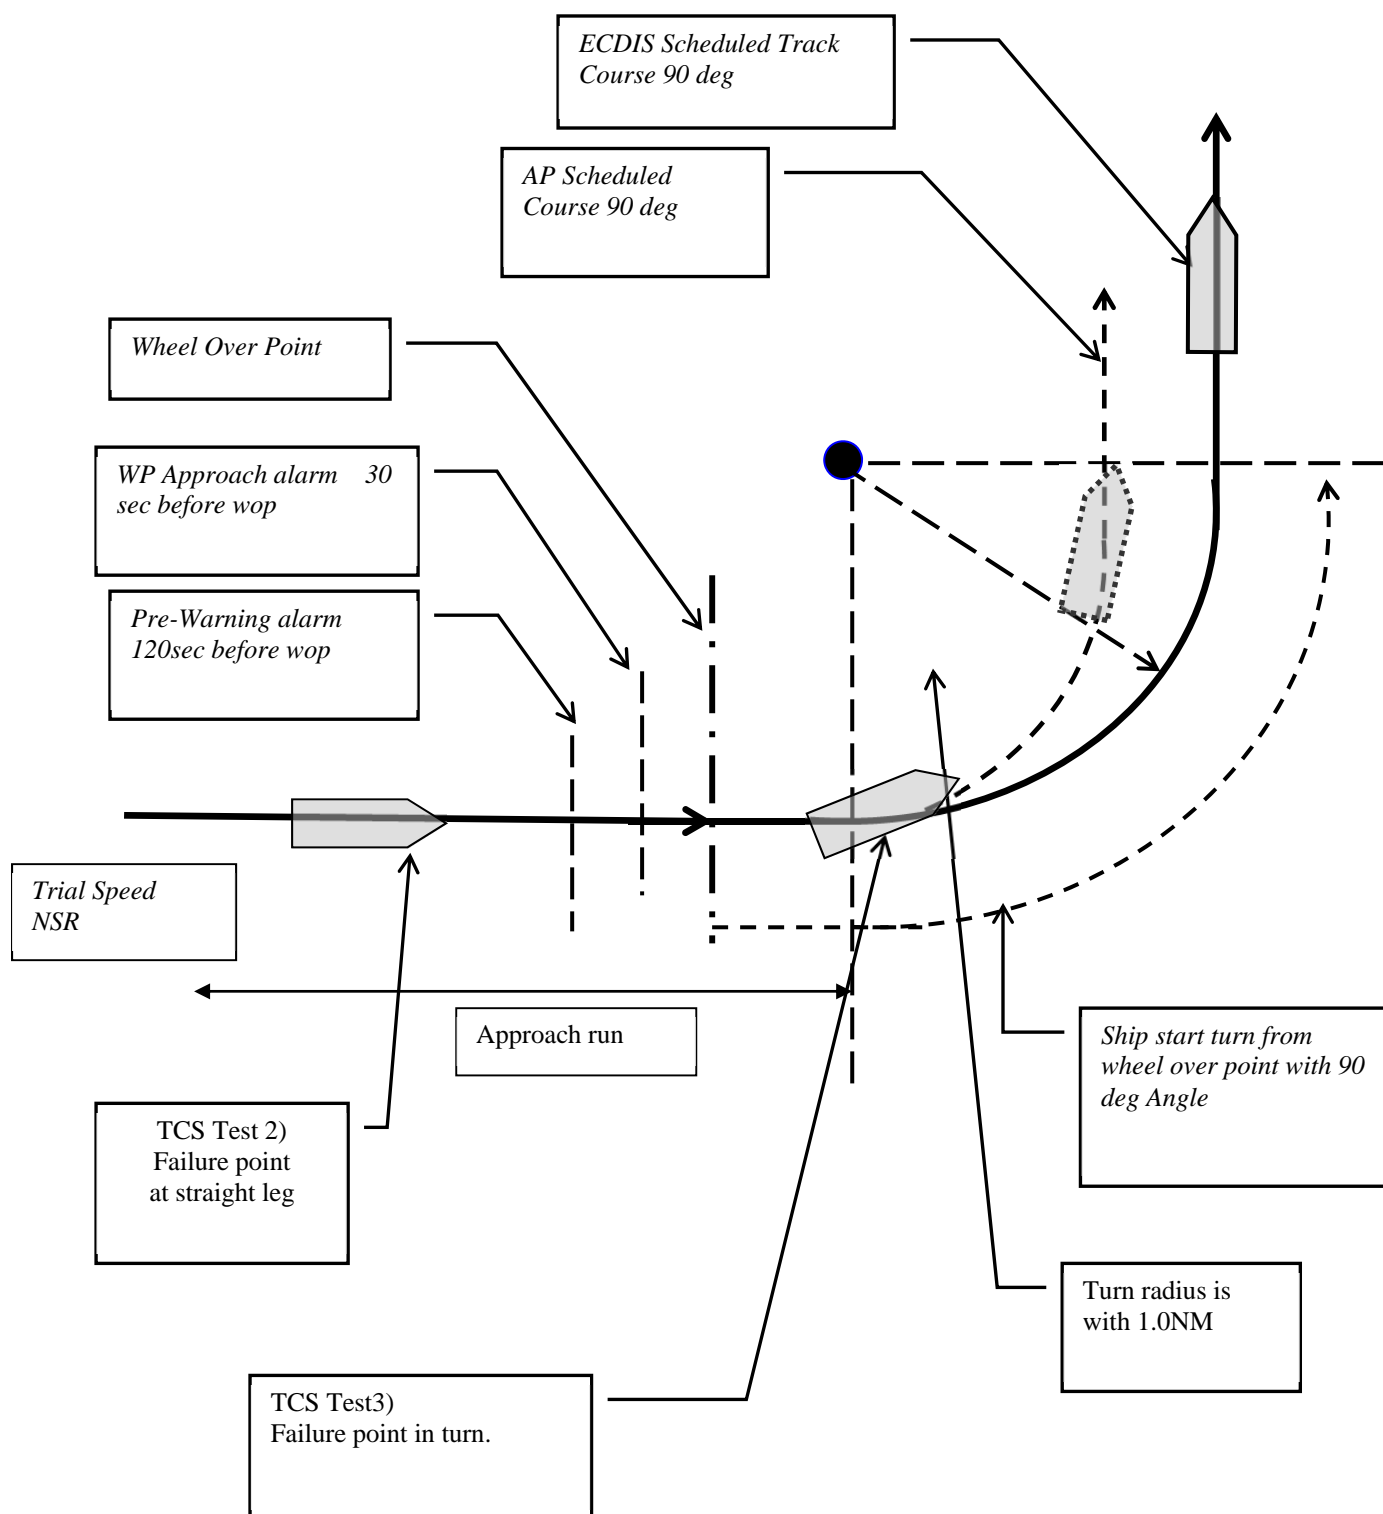 ECDIS Scheduled Track
Course 90 deg
AP Scheduled
Course 90 deg
Wheel Over Point
WP Approach alarm 30
sec before wop
Pre-Warning alarm
120sec before wop
Trial Speed
NSR
Approach run
Ship start turn from
wheel over point with 90
deg Angle
TCS Test 2)
Failure point
at straight leg
Turn radius is
with 1.0NM
TCS Test3)
Failure point in turn.